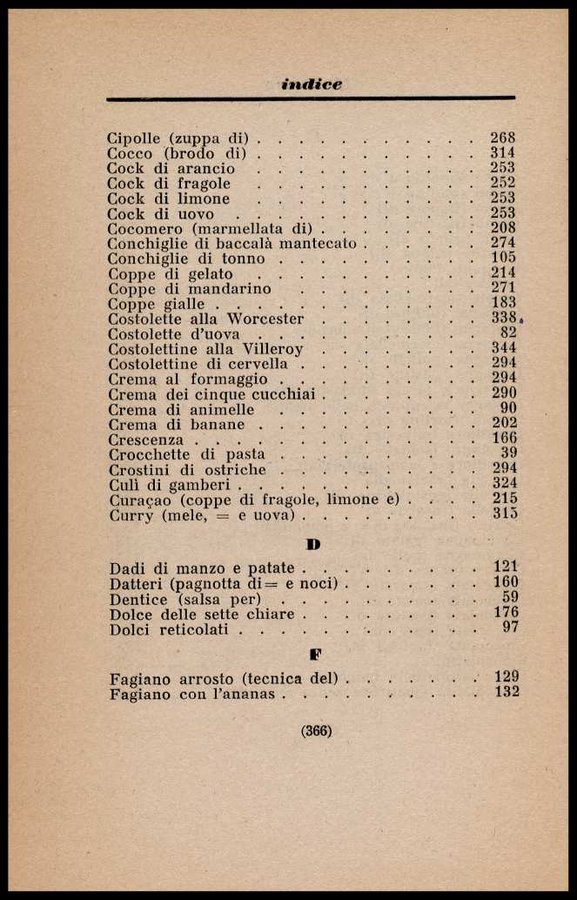 indice
Cipolle (zuppa di) . . . . . . . . . . . 268
Cocco (brodo di) . . . . . . . . . . . 314
Cock di arancio . . . . . . . . . . . 253
Cock di fragole . . . . . . . . . . . 252
Cock di limone . . . . . . . . . . . 253
Cock di uovo . . . . . . . . . . . . 253
Cocomero (marmellata di) . . . . . . . . 208
Conchiglie di baccalà mantecato . . . . . . 274
Conchiglie di tonno . . . . . . . . . . 105
Coppe di gelato . . . . . . . . . . . 214
Coppe di mandarino . . . . . . . . . . 271
Coppe gialle . . . . . . . . . . . . . 183
Costolette alla Worcester . . . . . . . . 338
Costolette d'uova . . . . . . . . . . . 82
Costolettine alla Villeroy . . . . . . . . 344
Costolettine di cervella . . . . . . . . . 294
Crema al formaggio . . . . . . . . . . 294
Crema dei cinque cucchiai . . . . . . . . 290
Crema di animelle . . . . . . . . . . 90
Crema di banane . . . . . . . . . . . 202
Crescenza . . . . . . . . . . . . . . 166
Crocchette di pasta . . . . . . . . . . 39
Crostini di ostriche . . . . . . . . . . 294
Culì di gamberi . . . . . . . . . . . . 324
Curaçao (coppe di fragole, limone e) . . . . 215
Curry (mele, = e uova) . . . . . . . . . 315
D
Dadi di manzo e patate . . . . . . . . . 121
Datteri (pagnotta di= e noci) . . . . . . . 160
Dentice (salsa per) . . . . . . . . . . 59
Dolce delle sette chiare . . . . . . . . . 176
Dolci reticolati . . . . . . . . . . . . 97
F
Fagiano arrosto (tecnica del) . . . . . . . 129
Fagiano con l'ananas . . . . . . . . . . 132
(366)